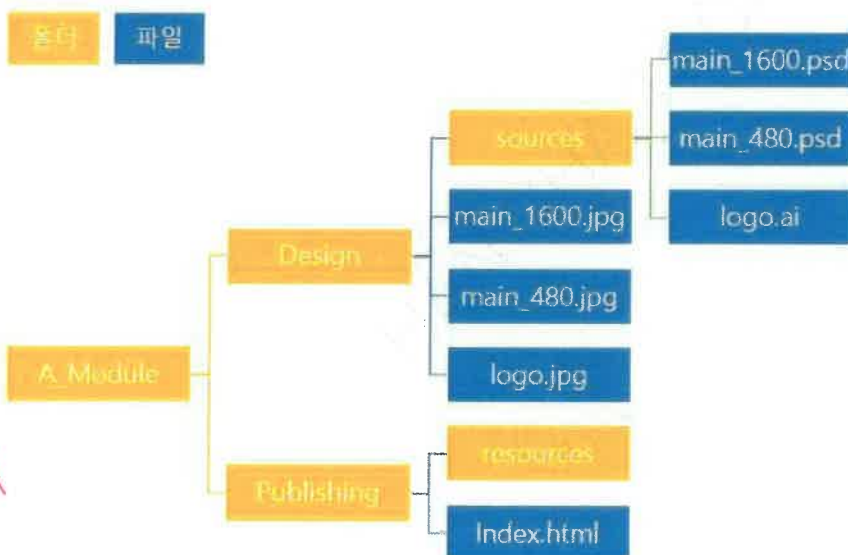 폴더
파일
main_1600.psd
sources
main_480.psd
main_1600.jpg
logo.ai
Design
main_480.jpg
A_Module
logo.jpg
resources
Publishing
Index.html